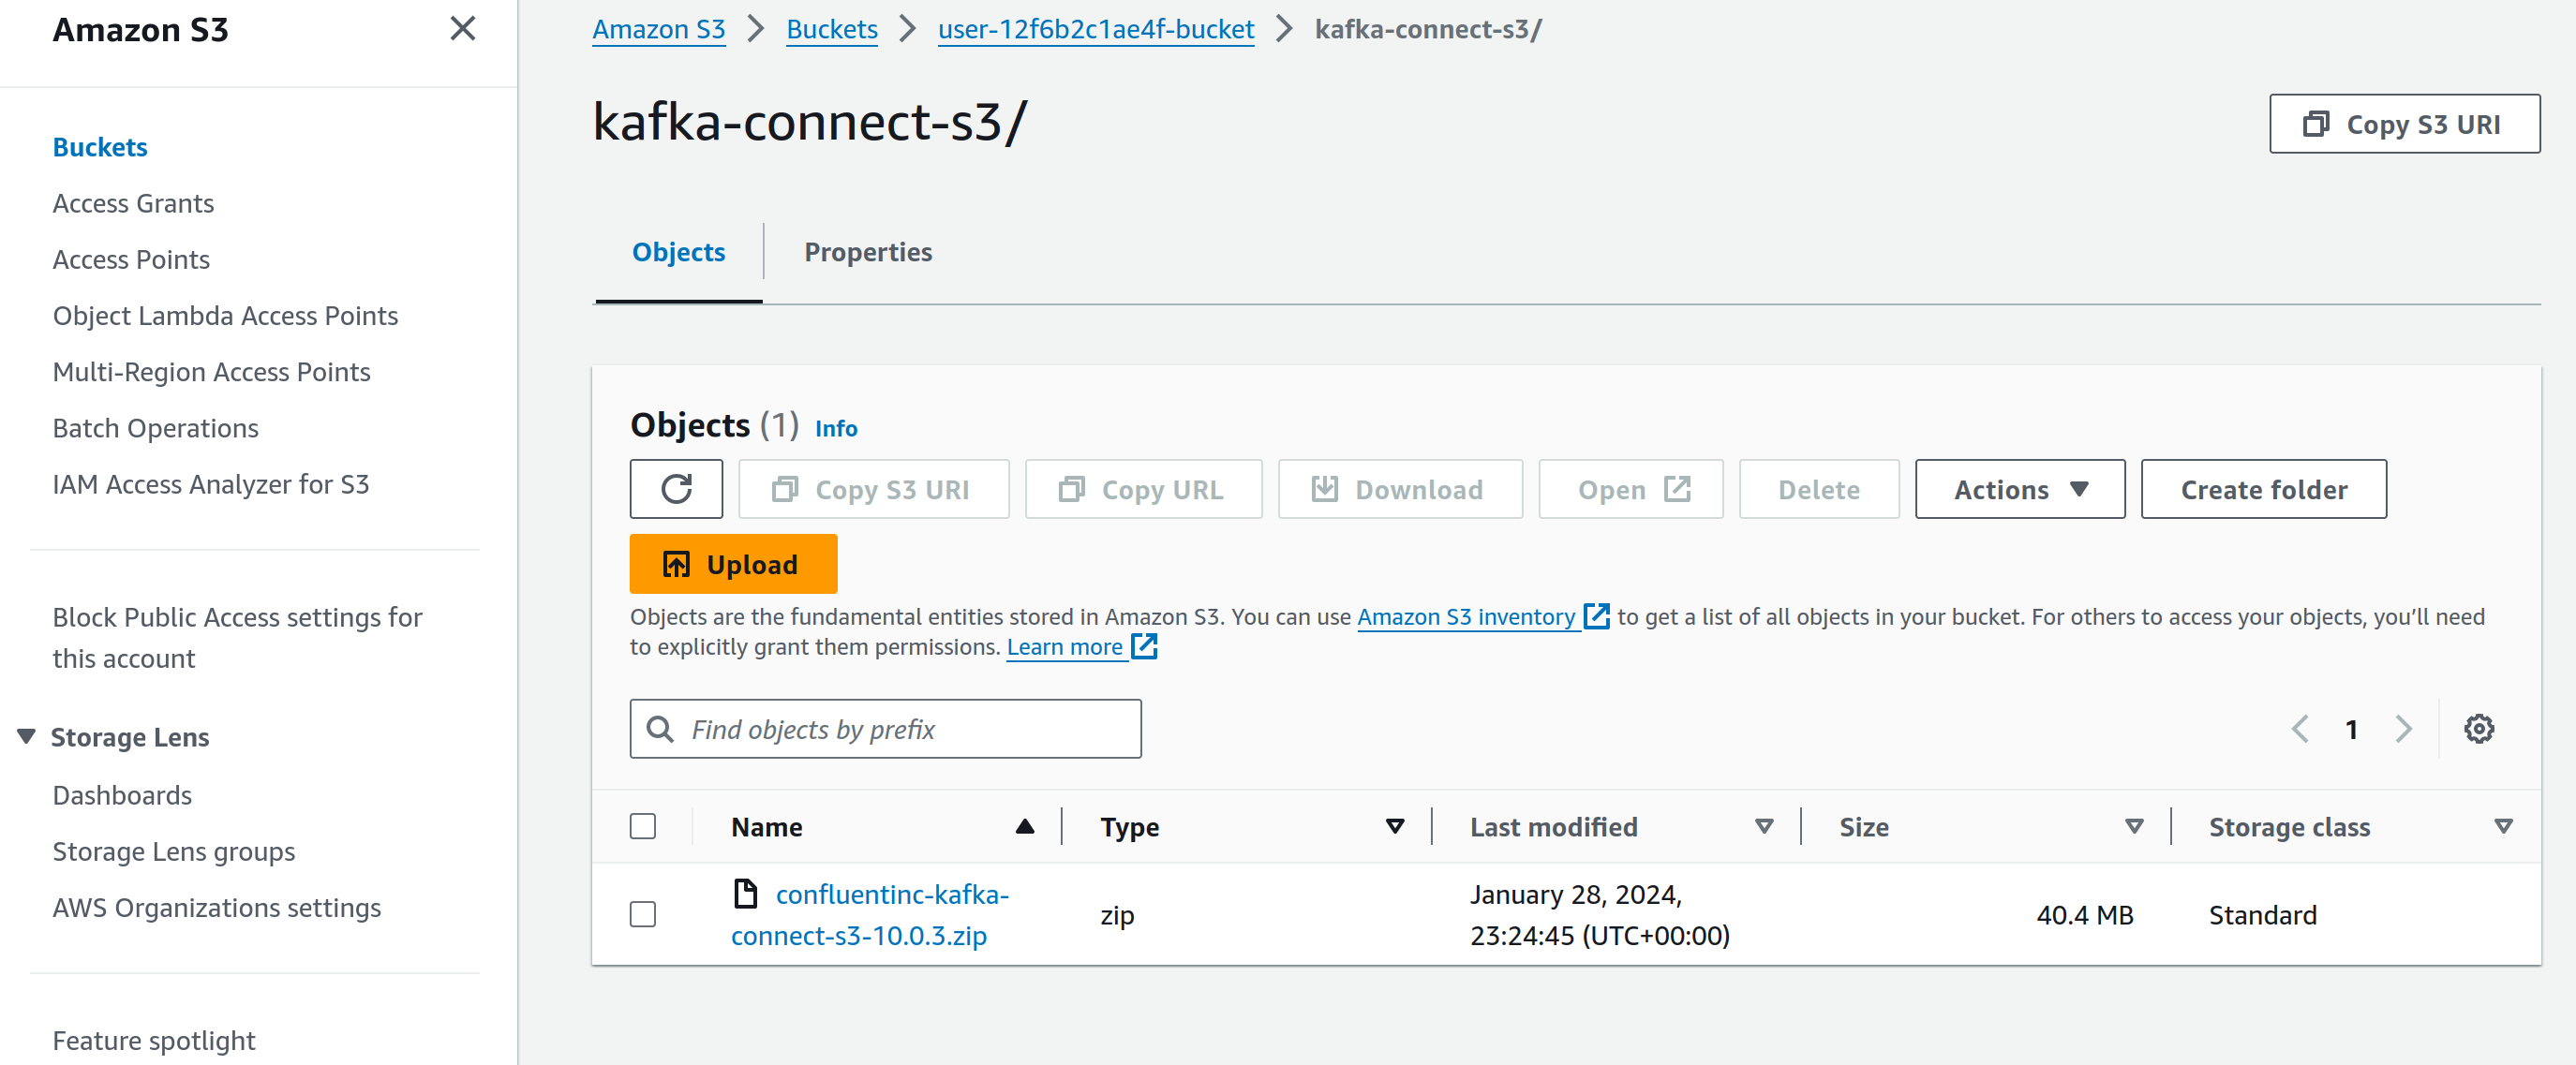 Amazon S3
Buckets
Access Grants
Access Points
Object Lambda Access Points
Multi-Region Access Points
Batch Operations
IAM Access Analyzer for S3
Block Public Access settings for
this account
Storage Lens
Dashboards
Storage Lens groups
AWS Organizations settings
Feature spotlight
Amazon S3 Buckets user-12f6b2c1ae4f-bucket kafka-connect-s3/
kafka-connect-s3/
Copy S3 URI
Objects Properties
Objects (1) Info
Copy S3 URI Copy URL Download Open Delete Actions Create folder
Upload
Objects are the fundamental entities stored in Amazon S3. You can use Amazon S3 inventory to get a list of all objects in your bucket. For others to access your objects, you’ll need
to explicitly grant them permissions. Learn more
Find objects by prefix
1
Name Type Last modified Size Storage class
confluentinc-kafka-
connect-s3-10.0.3.zip
zip
January 28, 2024,
23:24:45 (UTC+00:00)
40.4 MB
Standard